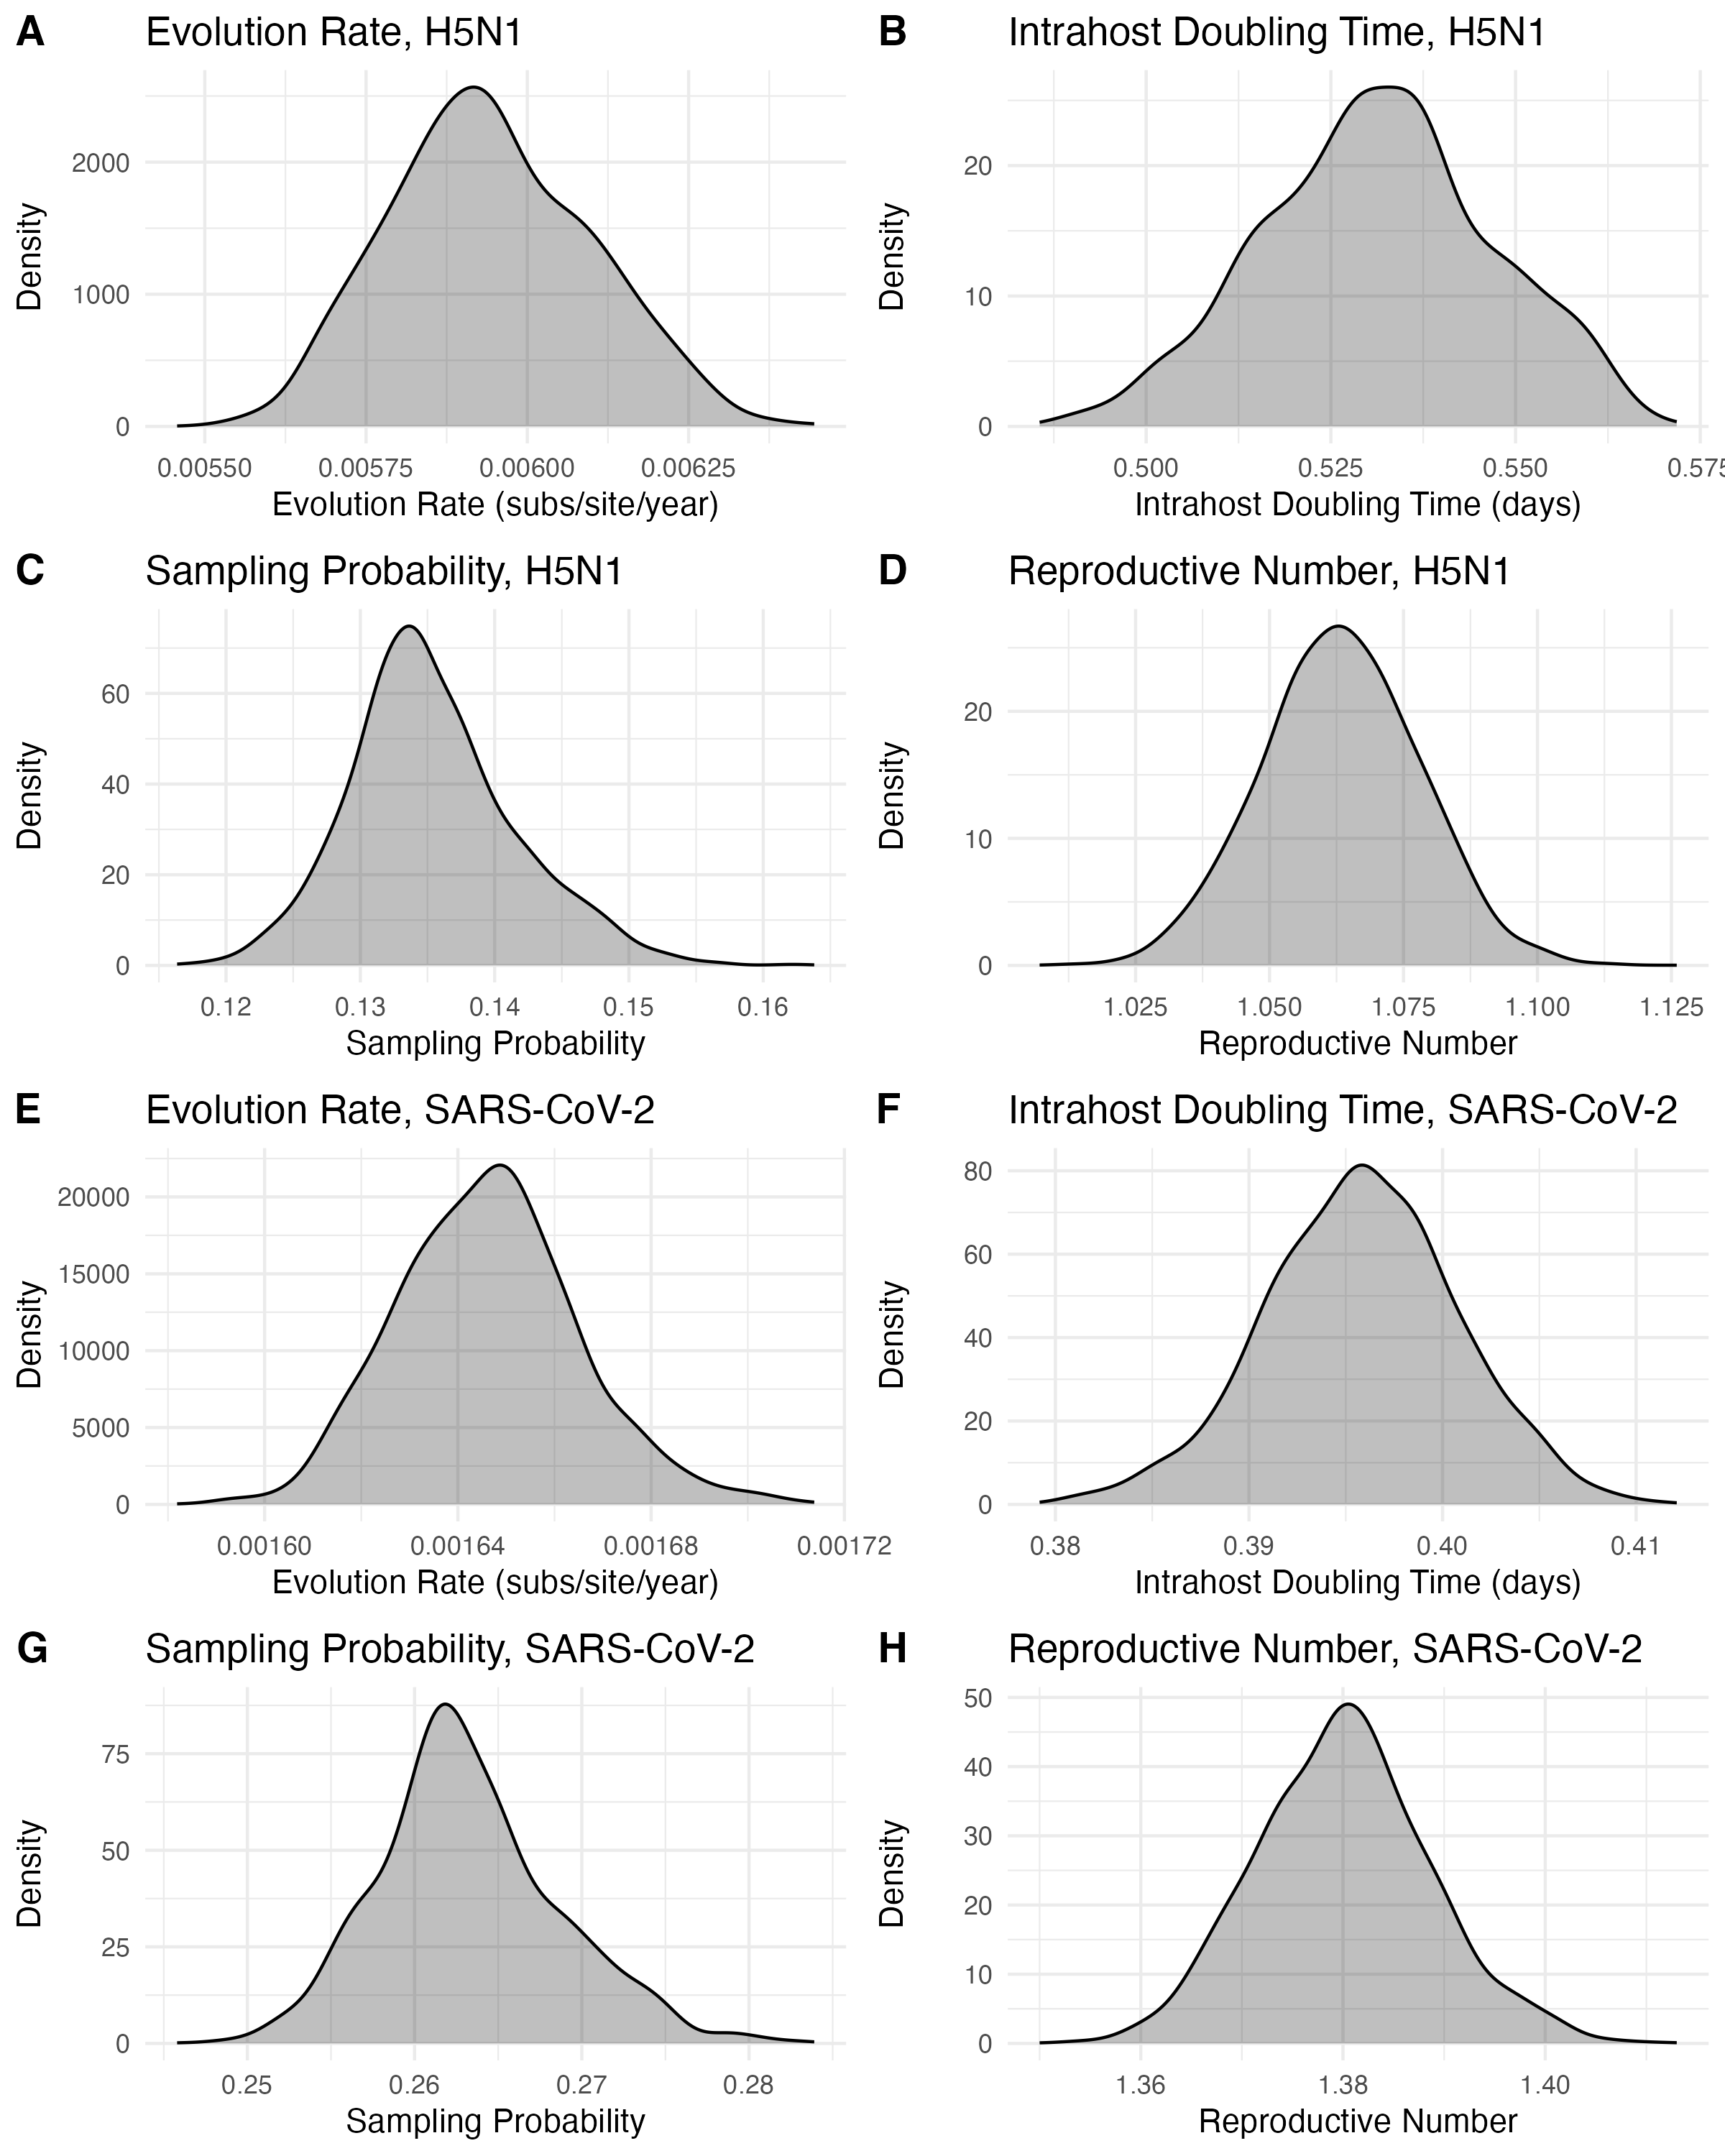 A
Evolution Rate, H5N1
Density
2000
1000
0
0.00550 0.00575 0.00600 0.00625
Evolution Rate (subs/site/year)
B
Intrahost Doubling Time, H5N1
Density
20
10
0
0.500 0.525 0.550 0.575
Intrahost Doubling Time (days)
C
Sampling Probability, H5N1
Density
60
40
20
0
0.12 0.13 0.14 0.15 0.16
Sampling Probability
D
Reproductive Number, H5N1
Density
20
10
0
1.025 1.050 1.075 1.100 1.125
Reproductive Number
E
Evolution Rate, SARS-CoV-2
Density
20000
15000
10000
5000
0
0.00160 0.00164 0.00168 0.00172
Evolution Rate (subs/site/year)
F
Intrahost Doubling Time, SARS-CoV-2
Density
80
60
40
20
0
0.38 0.39 0.40 0.41
Intrahost Doubling Time (days)
G
Sampling Probability, SARS-CoV-2
Density
75
50
25
0
0.25 0.26 0.27 0.28
Sampling Probability
H
Reproductive Number, SARS-CoV-2
Density
50
40
30
20
10
0
1.36 1.38 1.40
Reproductive Number